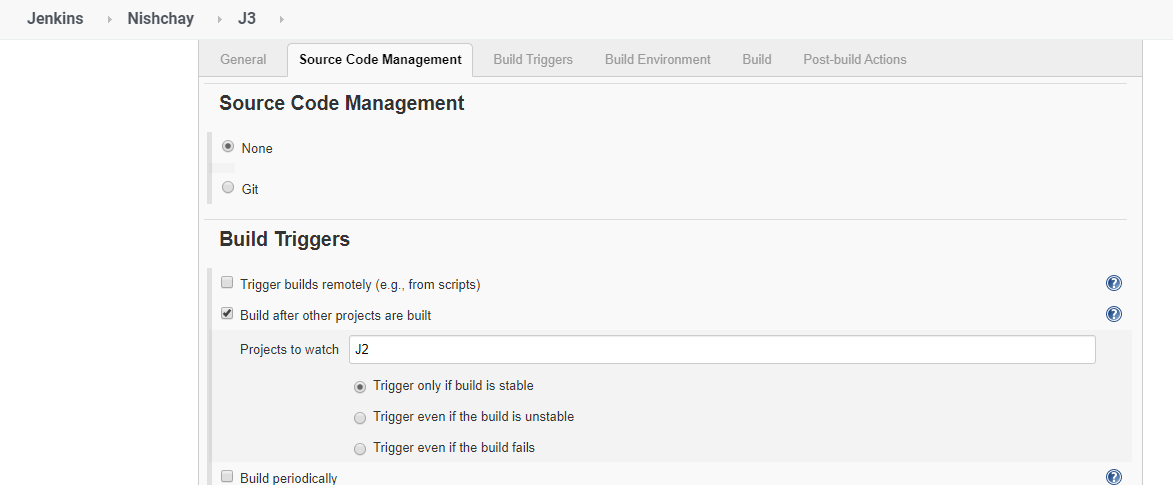 Jenkins Nishchay J3
General Source Code Management Build Triggers Build Environment Build Post-build Actions
Source Code Management
None
Git
Build Triggers
Trigger builds remotely (e.g., from scripts)
Build after other projects are built
Projects to watch J2
Trigger only if build is stable
Trigger even if the build is unstable
Trigger even if the build fails
Build periodically